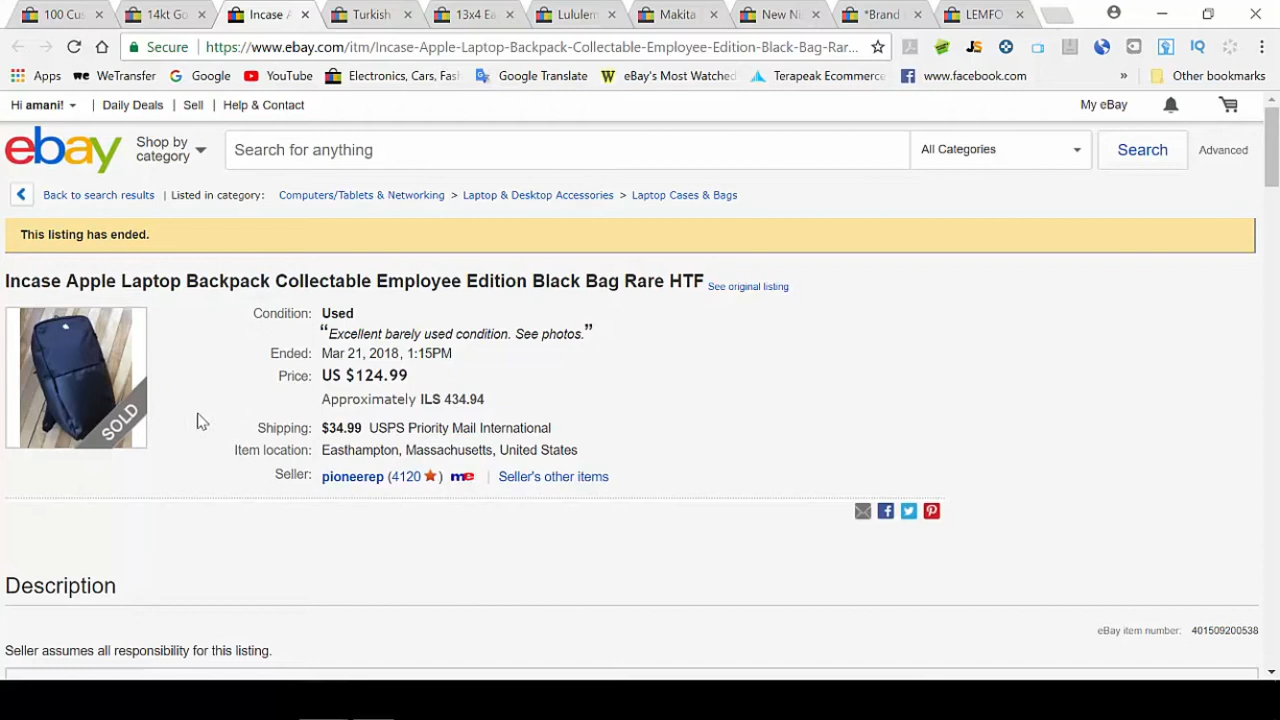 100 Cus
14kt Go
Incase A
Turkish
13x4 Ea
Lululem
Makita
New Ni
*Brand
LEMFO
Secure
https://www.ebay.com/itm/Incase-Apple-Laptop-Backpack-Collectable-Employee-Edition-Black-Bag-Rar...
JS
IQ
Apps
we WeTransfer
G Google
YouTube
Electronics, Cars, Fas
Google Translate
W eBay's Most Watched
Terapeak Ecommerce
www.facebook.com
»
Other bookmarks
Hi amani! | Daily Deals | Sell | Help & Contact
My eBay
ebay
Shop by
category
Search for anything
All Categories
Search
Advanced
Back to search results | Listed in category: Computers/Tablets & Networking > Laptop & Desktop Accessories > Laptop Cases & Bags
This listing has ended.
Incase Apple Laptop Backpack Collectable Employee Edition Black Bag Rare HTF See original listing
SOLD
Condition: Used
“Excellent barely used condition. See photos.”
Ended: Mar 21, 2018, 1:15PM
Price: US $124.99
Approximately ILS 434.94
Shipping: $34.99 USPS Priority Mail International
Item location: Easthampton, Massachusetts, United States
Seller: pioneerep (4120 ) me | Seller's other items
Description
eBay item number: 401509200538
Seller assumes all responsibility for this listing.